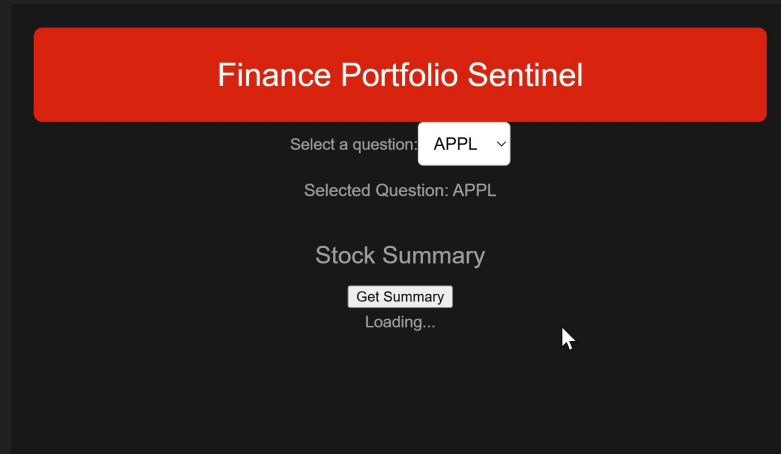 Finance Portfolio Sentinel
Select a question: APPL
Selected Question: APPL
Stock Summary
Get Summary
Loading...